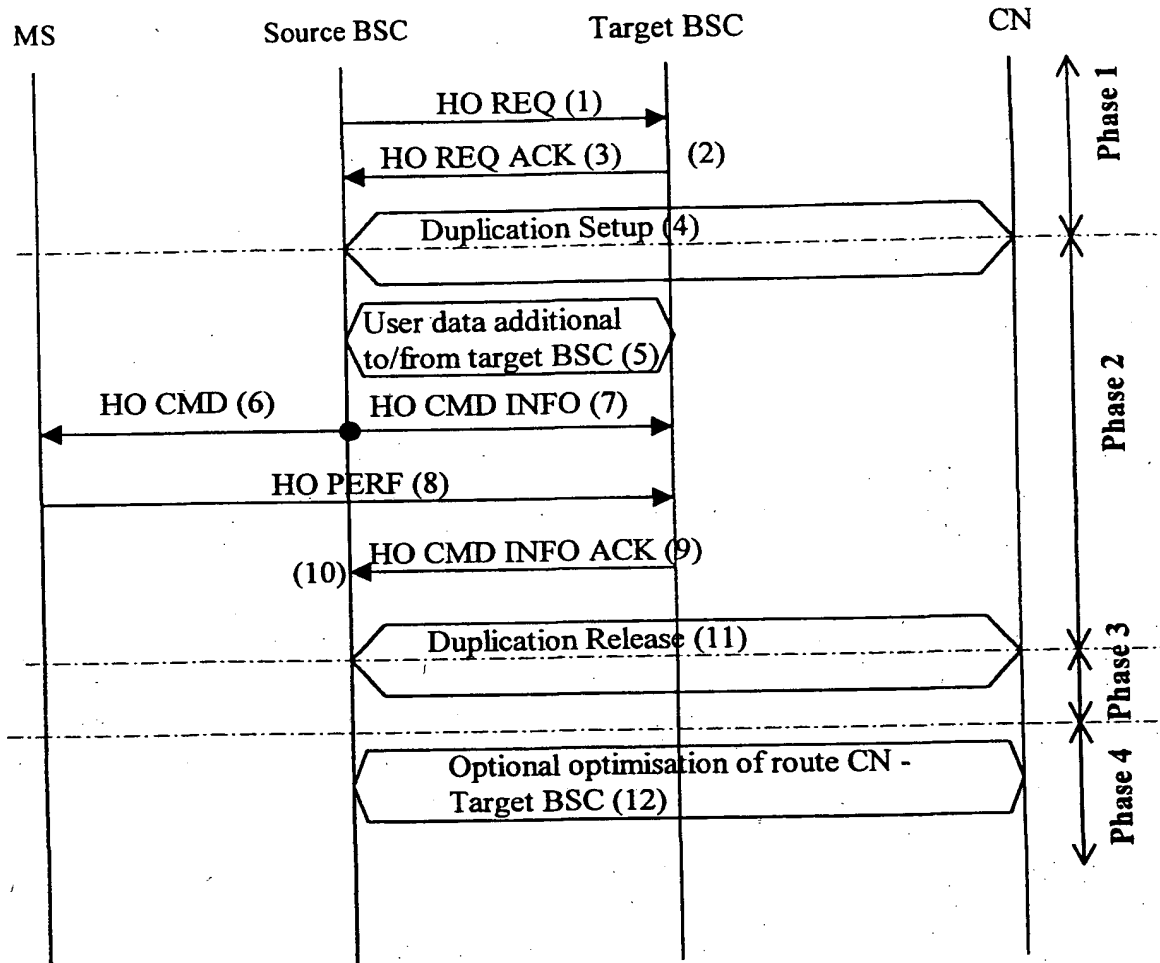 MS
Source BSC
Target BSC
CN
HO REQ (1)
HO REQ ACK (3)
(2)
Phase 1
Duplication Setup (4)
User data additional
to/from target BSC (5)
HO CMD (6)
HO CMD INFO (7)
Phase 2
HO PERF (8)
HO CMD INFO ACK (9)
(10)
Duplication Release (11)
Phase 3
Optional optimisation of route CN -
Target BSC (12)
Phase 4